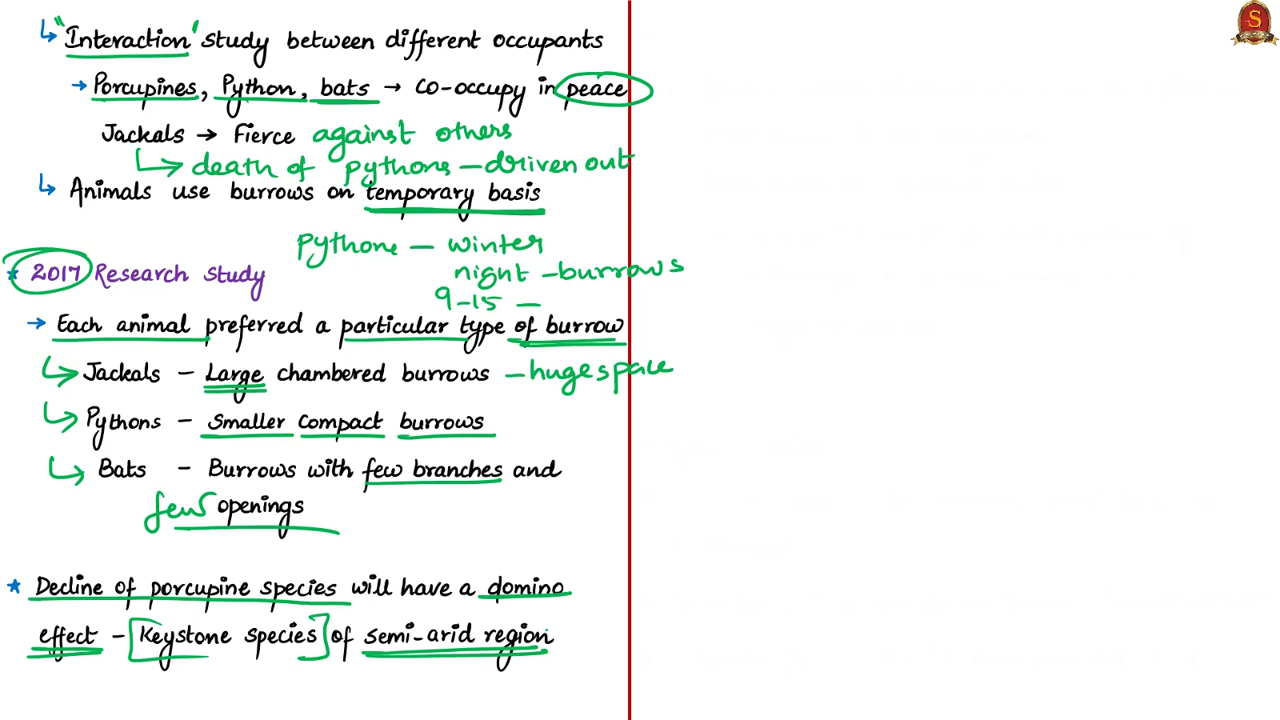 ↳ "Interaction" study between different occupants
→ Porcupines, Python, bats → co-occupy in peace
Jackals → Fierce against others
↳ death of pythons — driven out
↳ Animals use burrows on temporary basis
Pythone — winter
night — burrows
9-15 —
* 2017 Research study
→ Each animal preferred a particular type of burrow
↳ Jackals - Large chambered burrows — huge space
↳ Pythons - Smaller compact burrows
↳ Bats - Burrows with few branches and
few openings
* Decline of porcupine species will have a domino
effect - [Keystone species] of semi-arid region
S